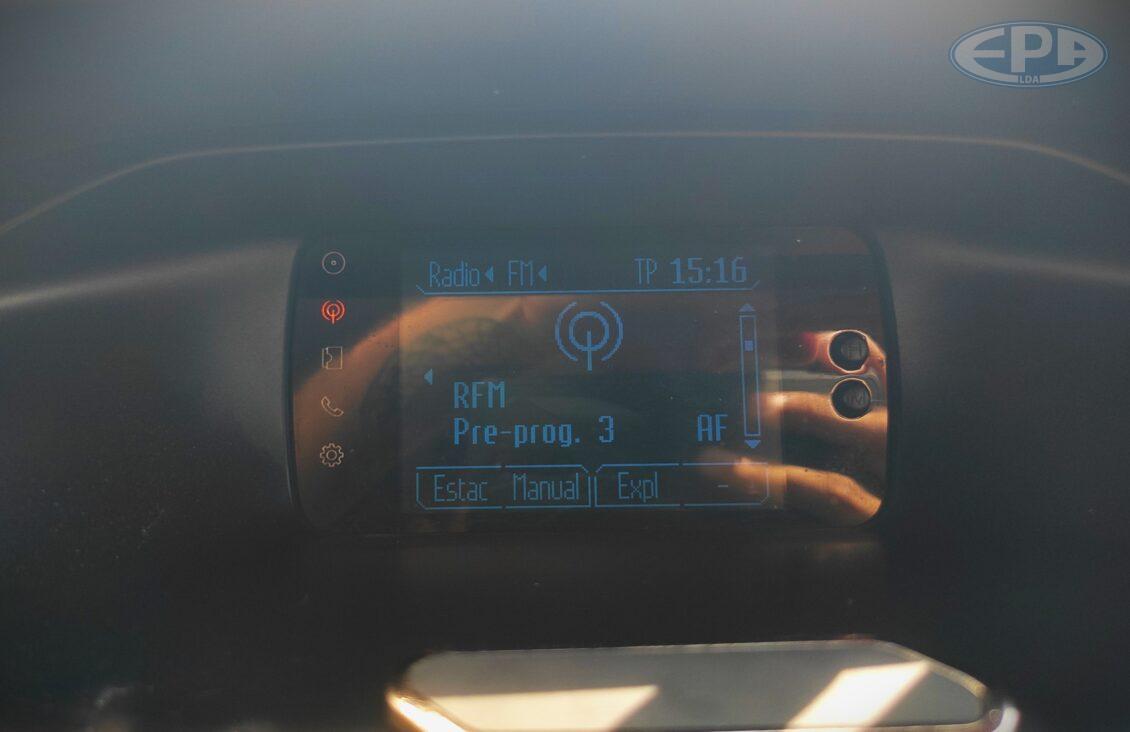 EPA
LDA
Radio FM TP 15:16
RFM
Pre-prog. 3 AF
Estac Manual Expl -